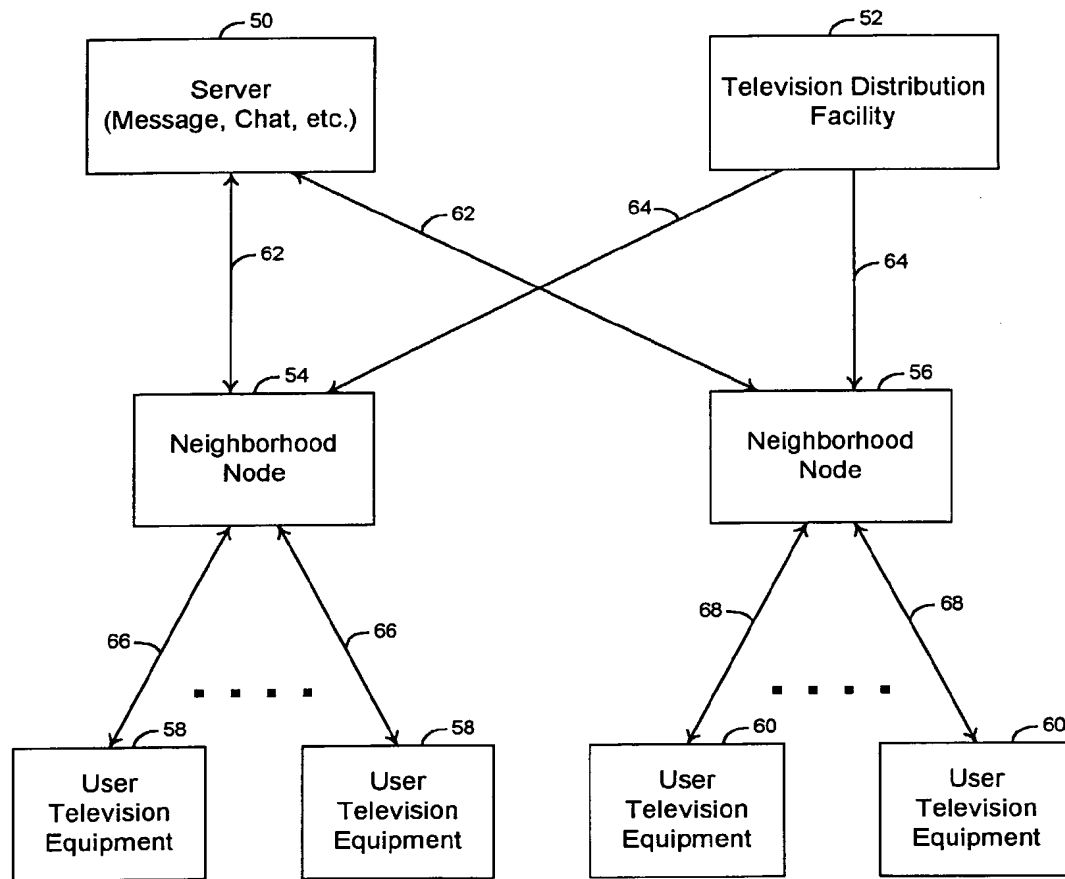 50
52
Server
(Message, Chat, etc.)
Television Distribution
Facility
62
64
62
64
54
56
Neighborhood
Node
Neighborhood
Node
66
66
68
68
58
58
60
60
User
Television
Equipment
User
Television
Equipment
User
Television
Equipment
User
Television
Equipment